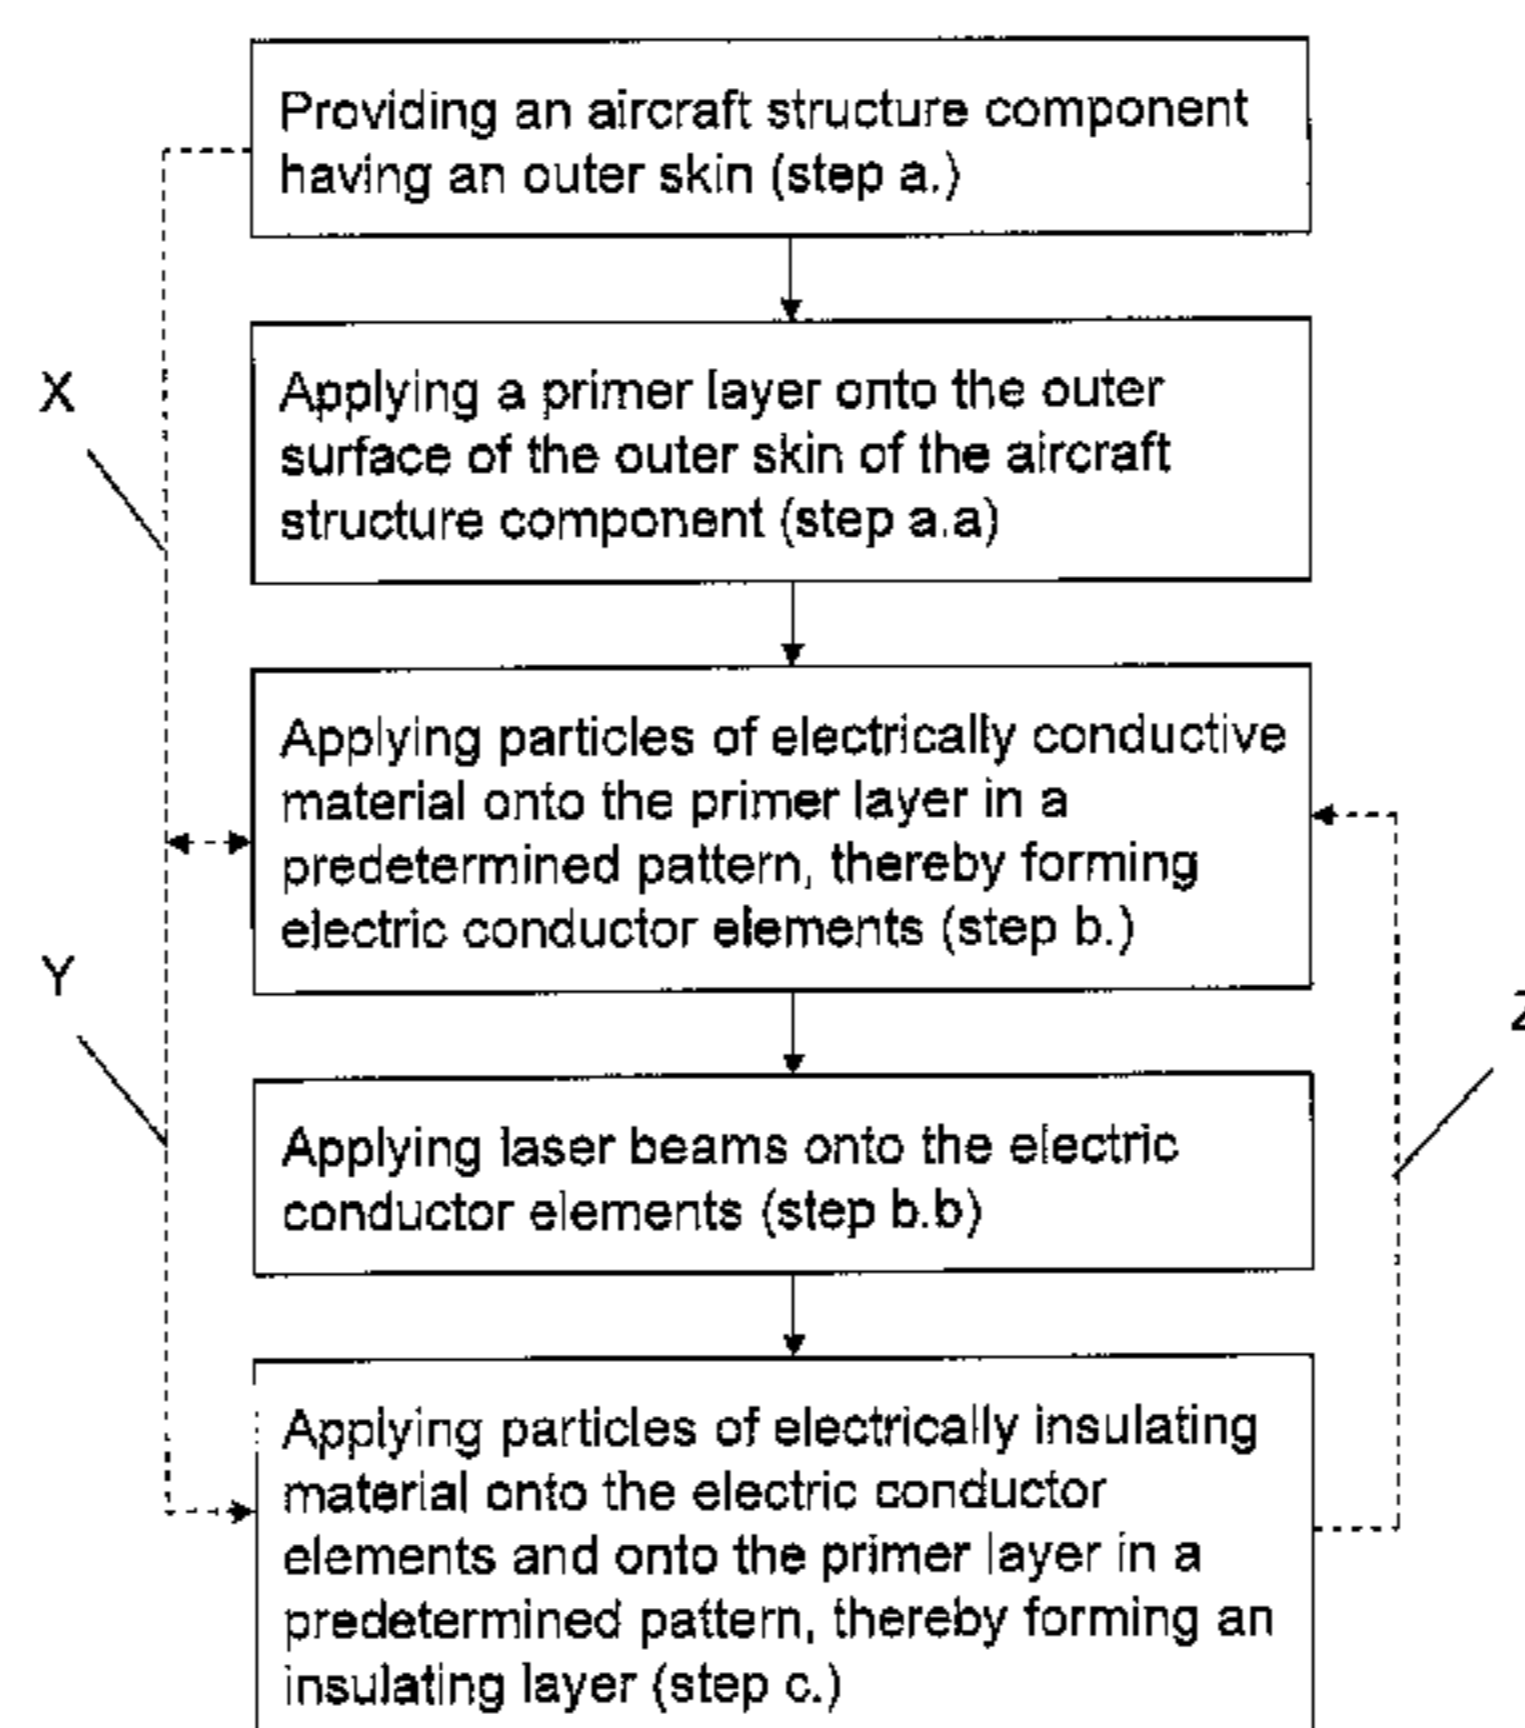 Providing an aircraft structure component
having an outer skin (step a.)
X
Applying a primer layer onto the outer
surface of the outer skin of the aircraft
structure component (step a.a)
Applying particles of electrically conductive
material onto the primer layer in a
predetermined pattern, thereby forming
electric conductor elements (step b.)
Y
Z
Applying laser beams onto the electric
conductor elements (step b.b)
Applying particles of electrically insulating
material onto the electric conductor
elements and onto the primer layer in a
predetermined pattern, thereby forming an
insulating layer (step c.)